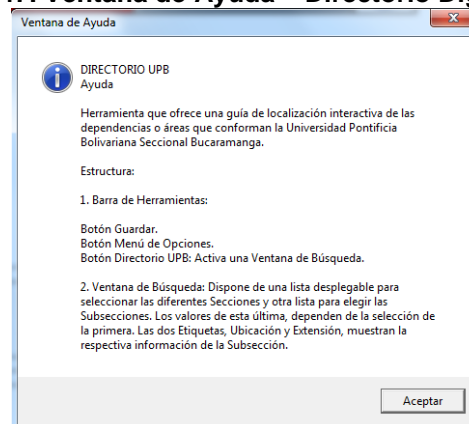 Ventana de Ayuda – Directorio
Ventana de Ayuda
DIRECTORIO UPB
Ayuda
Herramienta que ofrece una guía de localización interactiva de las
dependencias o áreas que conforman la Universidad Pontificia
Bolivariana Seccional Bucaramanga.
Estructura:
1. Barra de Herramientas:
Botón Guardar.
Botón Menú de Opciones.
Botón Directorio UPB: Activa una Ventana de Búsqueda.
2. Ventana de Búsqueda: Dispone de una lista desplegable para
seleccionar las diferentes Secciones y otra lista para elegir las
Subsecciones. Los valores de esta última, dependen de la selección de
la primera. Las dos Etiquetas, Ubicación y Extensión, muestran la
respectiva información de la Subsección.
Aceptar